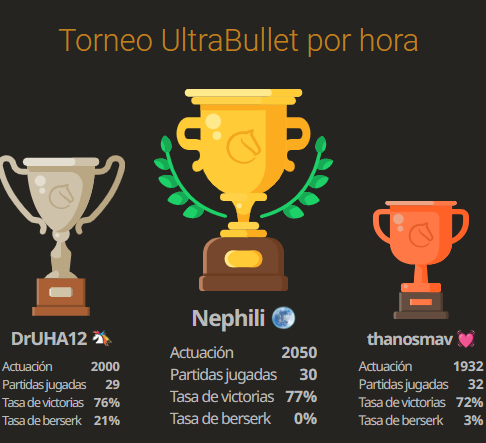 Torneo UltraBullet por hora
DrUHA12
Actuación 2000
Partidas jugadas 29
Tasa de victorias 76%
Tasa de berserk 21%
Nephili
Actuación 2050
Partidas jugadas 30
Tasa de victorias 77%
Tasa de berserk 0%
thanosmav
Actuación 1932
Partidas jugadas 32
Tasa de victorias 72%
Tasa de berserk 3%